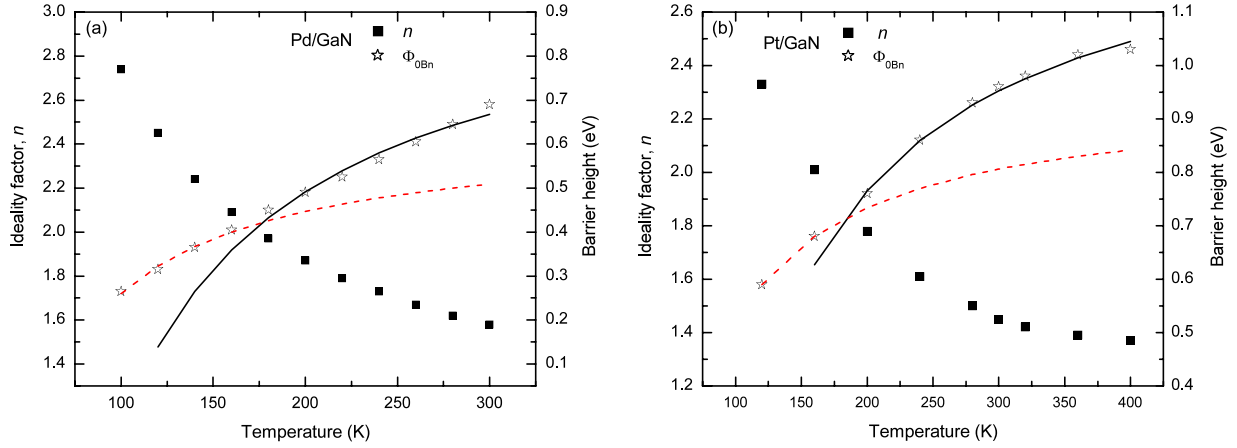 (a)
Pd/GaN
n
Φ0Bn
Ideality factor, n
3.0
2.8
2.6
2.4
2.2
2.0
1.8
1.6
1.4
0.9
0.8
0.7
0.6
0.5
0.4
0.3
0.2
0.1
Barrier height (eV)
100 150 200 250 300
Temperature (K)
(b)
Pt/GaN
n
Φ0Bn
Ideality factor, n
2.6
2.4
2.2
2.0
1.8
1.6
1.4
1.2
1.1
1.0
0.9
0.8
0.7
0.6
0.5
0.4
Barrier height (eV)
100 150 200 250 300 350 400
Temperature (K)